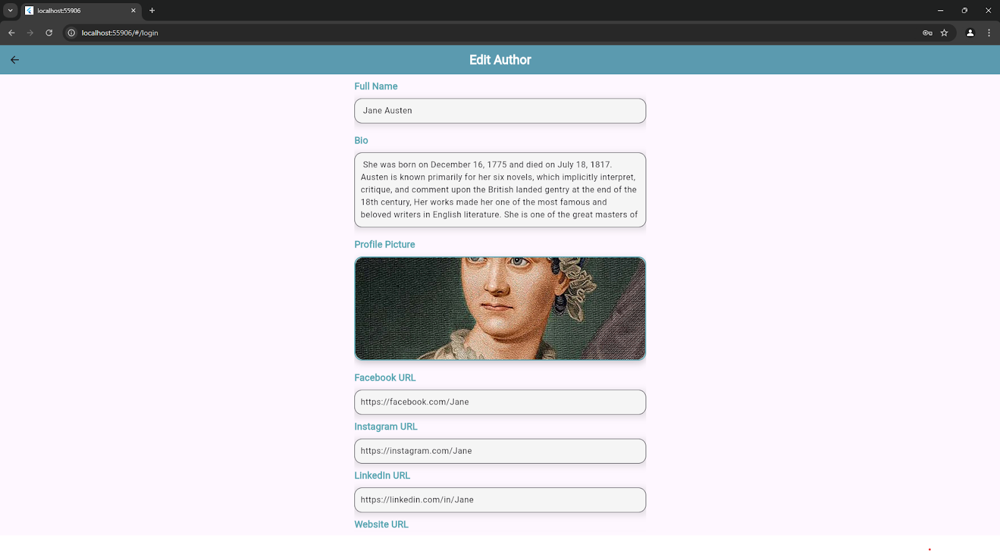 localhost:55906
localhost:55906/#/login
Edit Author
Full Name
Jane Austen
Bio
She was born on December 16, 1775 and died on July 18, 1817.
Austen is known primarily for her six novels, which implicitly interpret,
critique, and comment upon the British landed gentry at the end of the
18th century, Her works made her one of the most famous and
beloved writers in English literature. She is one of the great masters of
Profile Picture
Facebook URL
https://facebook.com/Jane
Instagram URL
https://instagram.com/Jane
LinkedIn URL
https://linkedin.com/in/Jane
Website URL